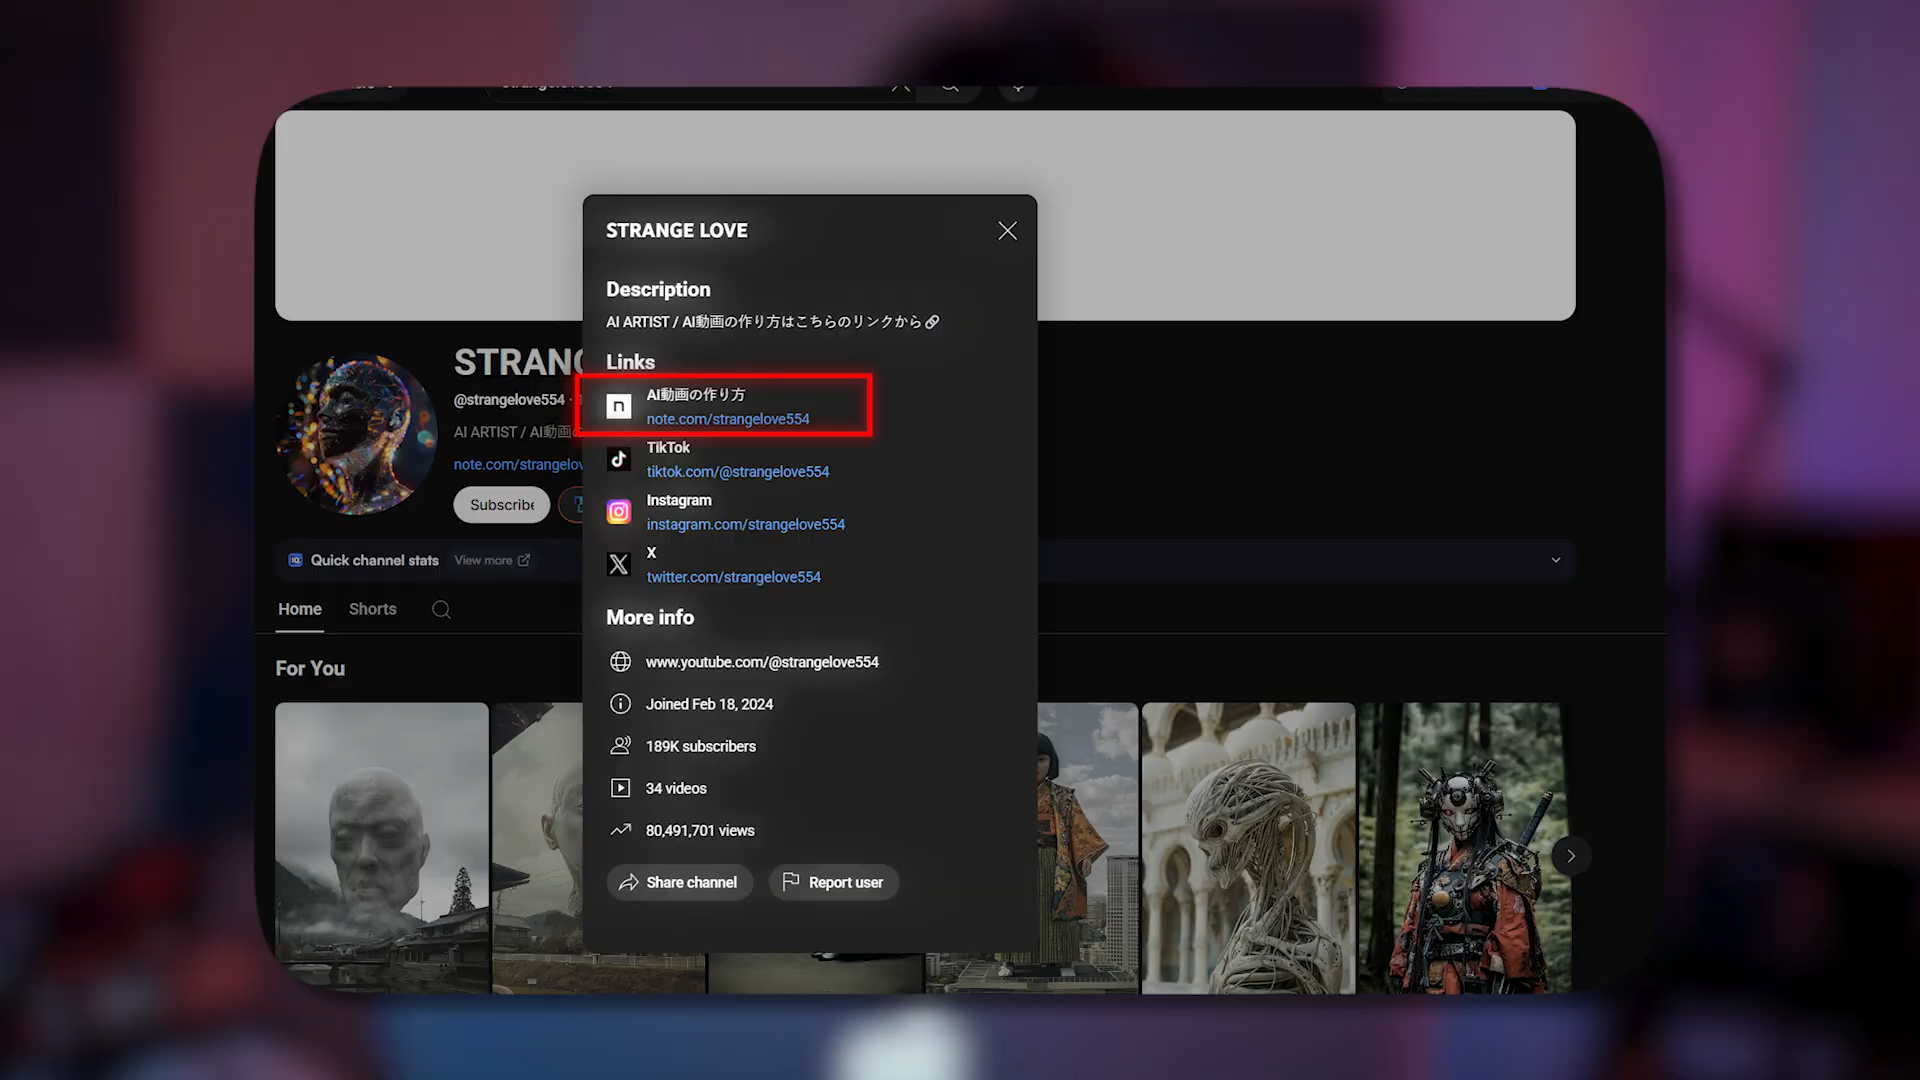 STRANGE LOVE
Description
AI ARTIST / AI動画の作り方はこちらのリンクから
Links
AI動画の作り方
note.com/strangelove554
TikTok
tiktok.com/@strangelove554
Instagram
instagram.com/strangelove554
X
twitter.com/strangelove554
More info
www.youtube.com/@strangelove554
Joined Feb 18, 2024
189K subscribers
34 videos
80,491,701 views
Share channel
Report user
@strangelove554
AI ARTIST / AI動画の
Subscribe
Quick channel stats
View more
Home
Shorts
For You